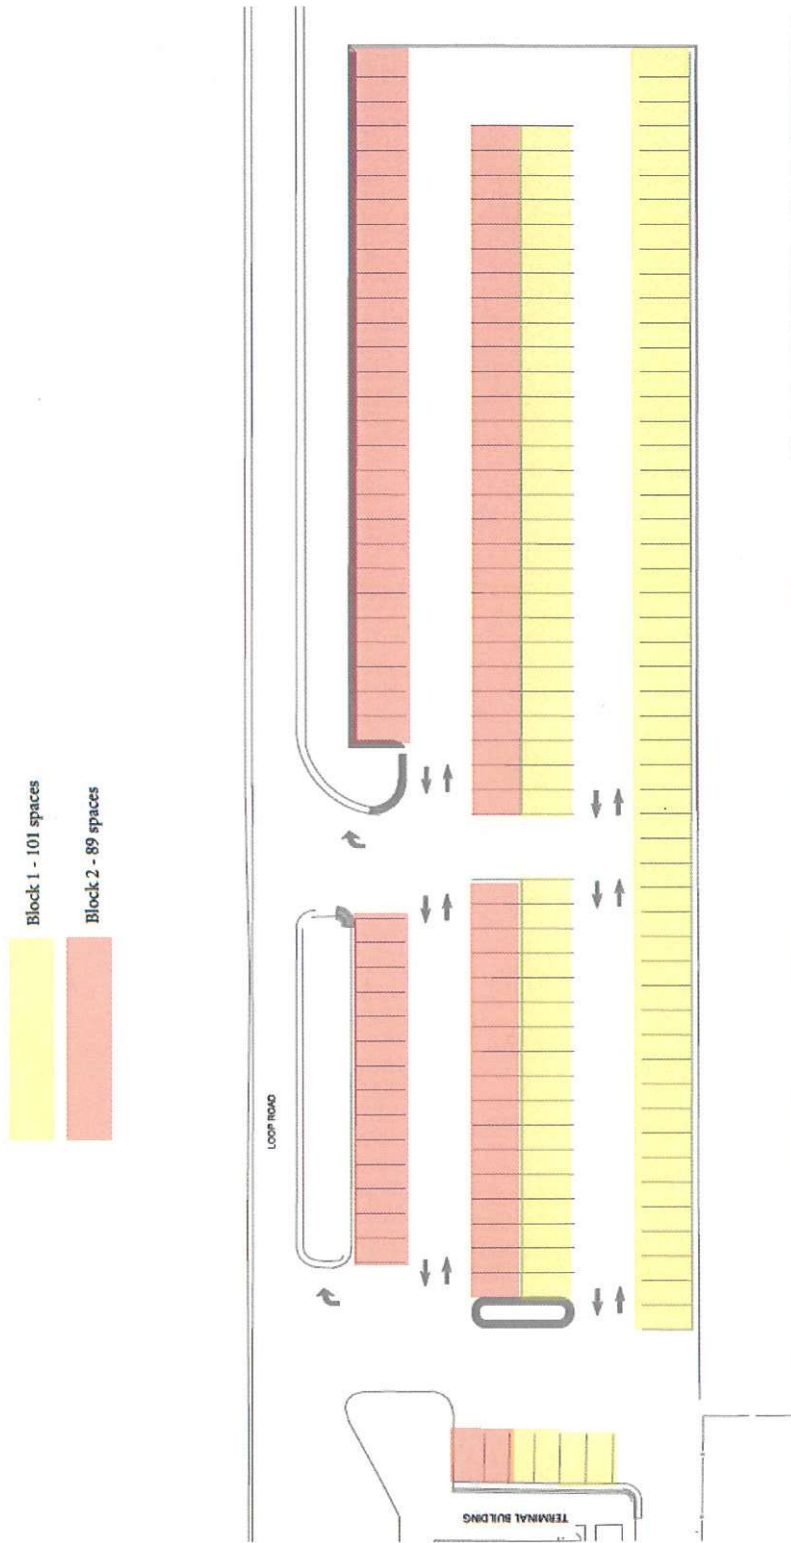 Block 1 - 101 spaces
Block 2 - 89 spaces
LOOP ROAD
TERMINAL BUILDING